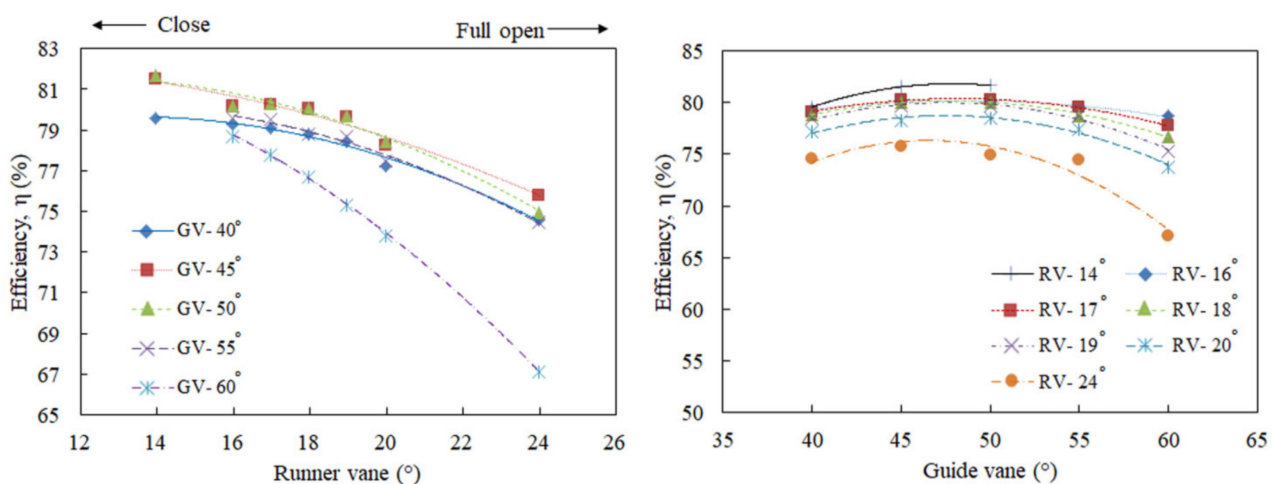 Close
Full open
83
81
79
77
75
73
71
69
67
65
Efficiency, η (%)
GV- 40°
GV- 45°
GV- 50°
GV- 55°
GV- 60°
12 14 16 18 20 22 24 26
Runner vane (°)
85
80
75
70
65
60
55
50
Efficiency, η (%)
RV- 14° RV- 16°
RV- 17° RV- 18°
RV- 19° RV- 20°
RV- 24°
35 40 45 50 55 60 65
Guide vane (°)